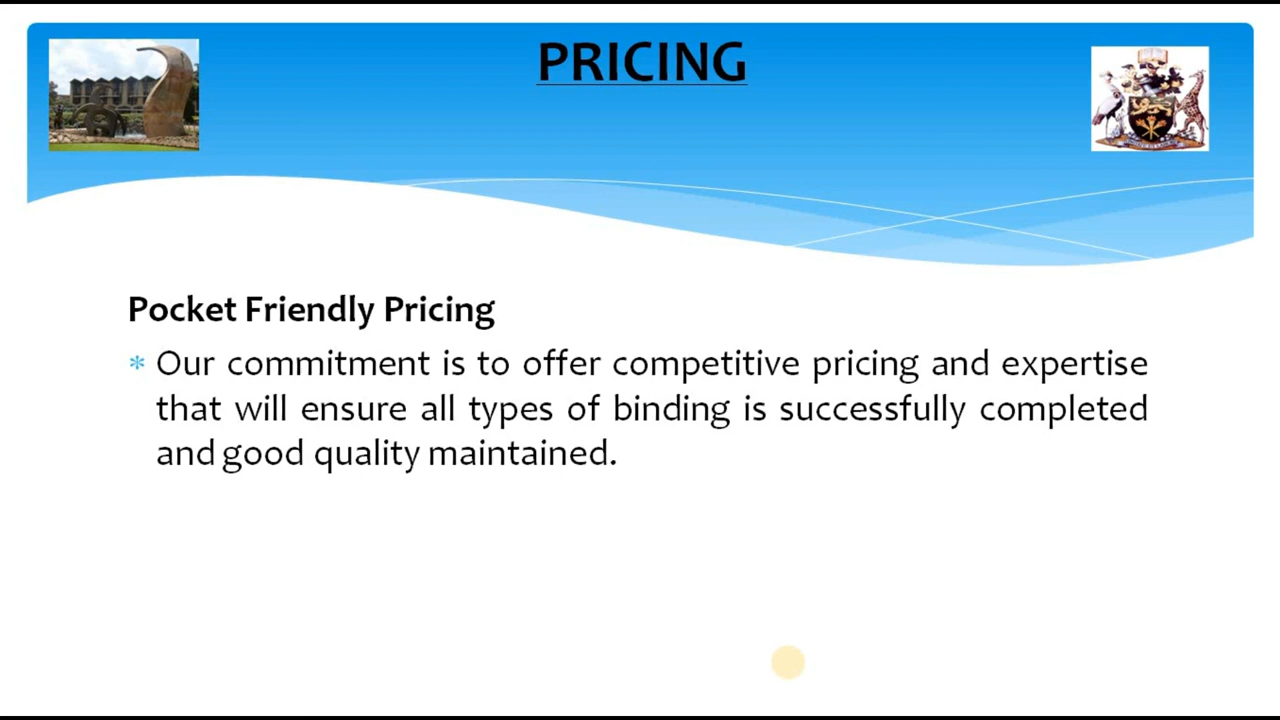 PRICING
Pocket Friendly Pricing
* Our commitment is to offer competitive pricing and expertise
that will ensure all types of binding is successfully completed
and good quality maintained.